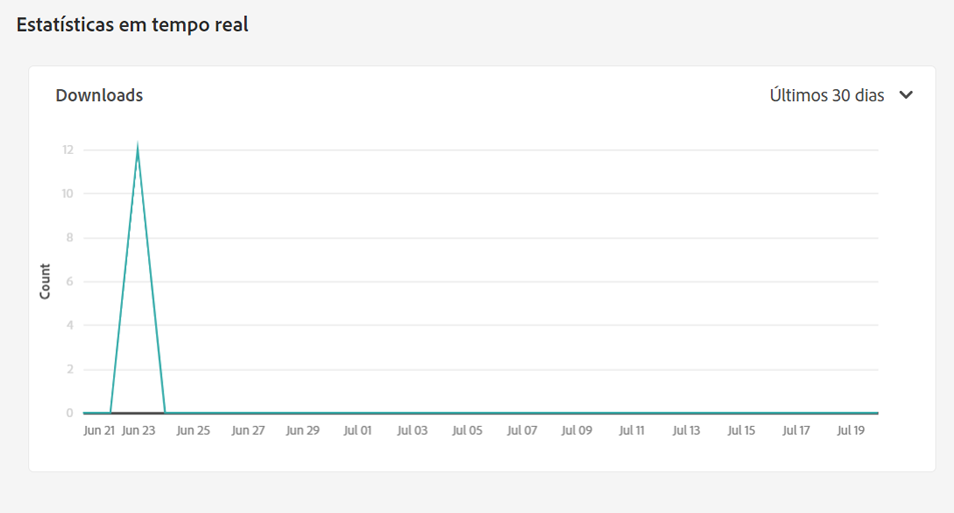 Estatísticas em tempo real
Downloads
Últimos 30 dias
12
10
8
6
4
2
0
Count
Jun 21 Jun 23 Jun 25 Jun 27 Jun 29 Jul 01 Jul 03 Jul 05 Jul 07 Jul 09 Jul 11 Jul 13 Jul 15 Jul 17 Jul 19